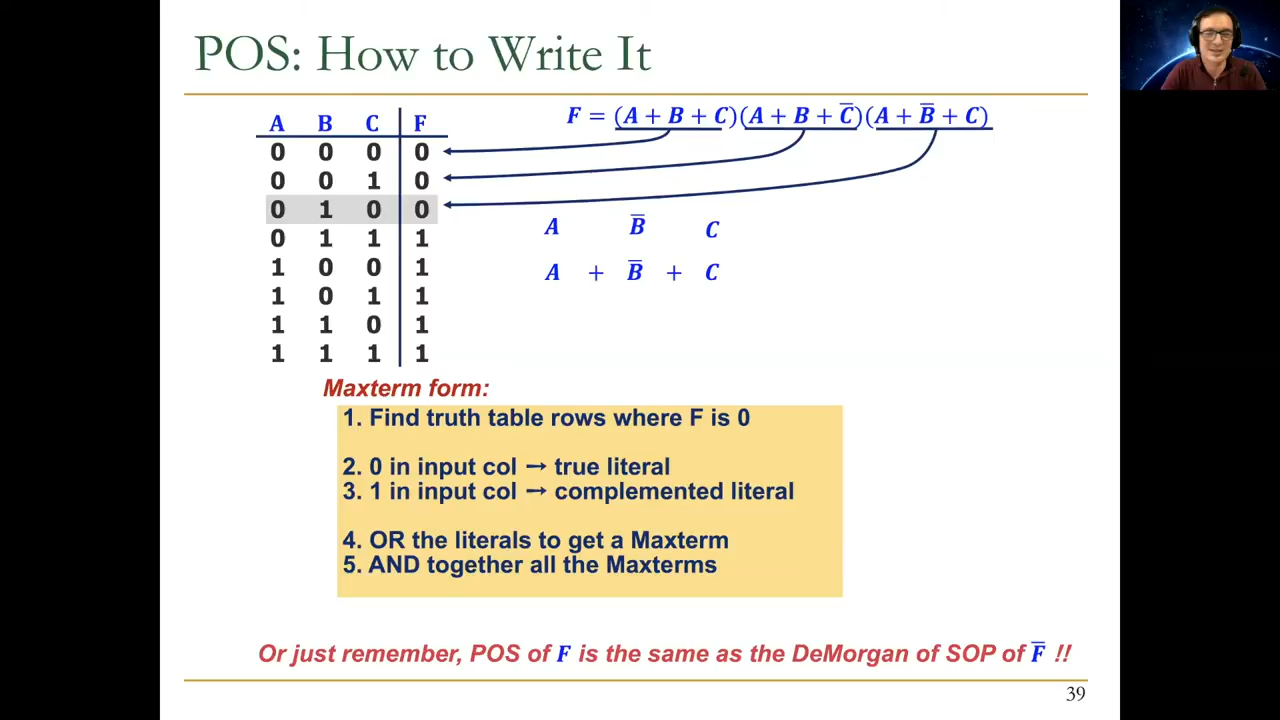 POS: How to Write It
F = (A + B + C)(A + B + C̅)(A + B̅ + C)
A B C F
0 0 0 0
0 0 1 0
0 1 0 0
0 1 1 1
1 0 0 1
1 0 1 1
1 1 0 1
1 1 1 1
A B̅ C
A + B̅ + C
Maxterm form:
1. Find truth table rows where F is 0
2. 0 in input col → true literal
3. 1 in input col → complemented literal
4. OR the literals to get a Maxterm
5. AND together all the Maxterms
Or just remember, POS of F is the same as the DeMorgan of SOP of F̅ !!
39